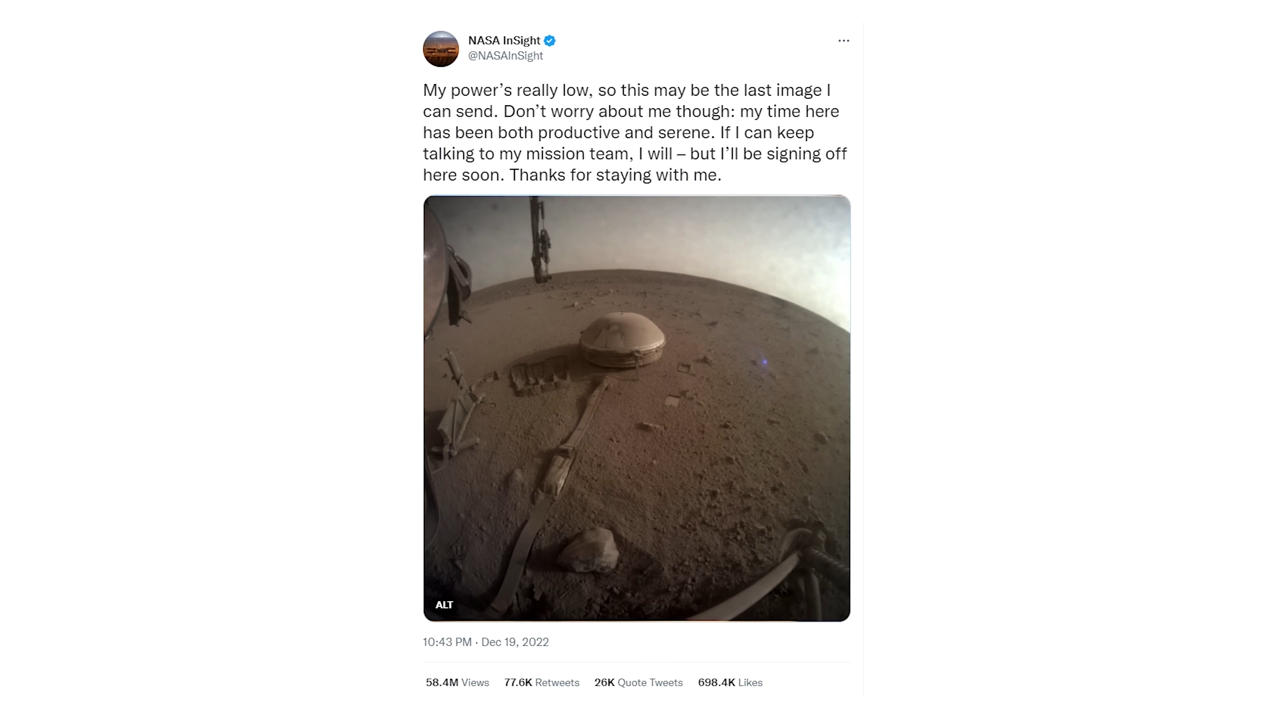 NASA InSight
@NASAInSight
My power’s really low, so this may be the last image I
can send. Don’t worry about me though: my time here
has been both productive and serene. If I can keep
talking to my mission team, I will – but I’ll be signing off
here soon. Thanks for staying with me.
ALT
10:43 PM · Dec 19, 2022
58.4M Views 77.6K Retweets 26K Quote Tweets 698.4K Likes